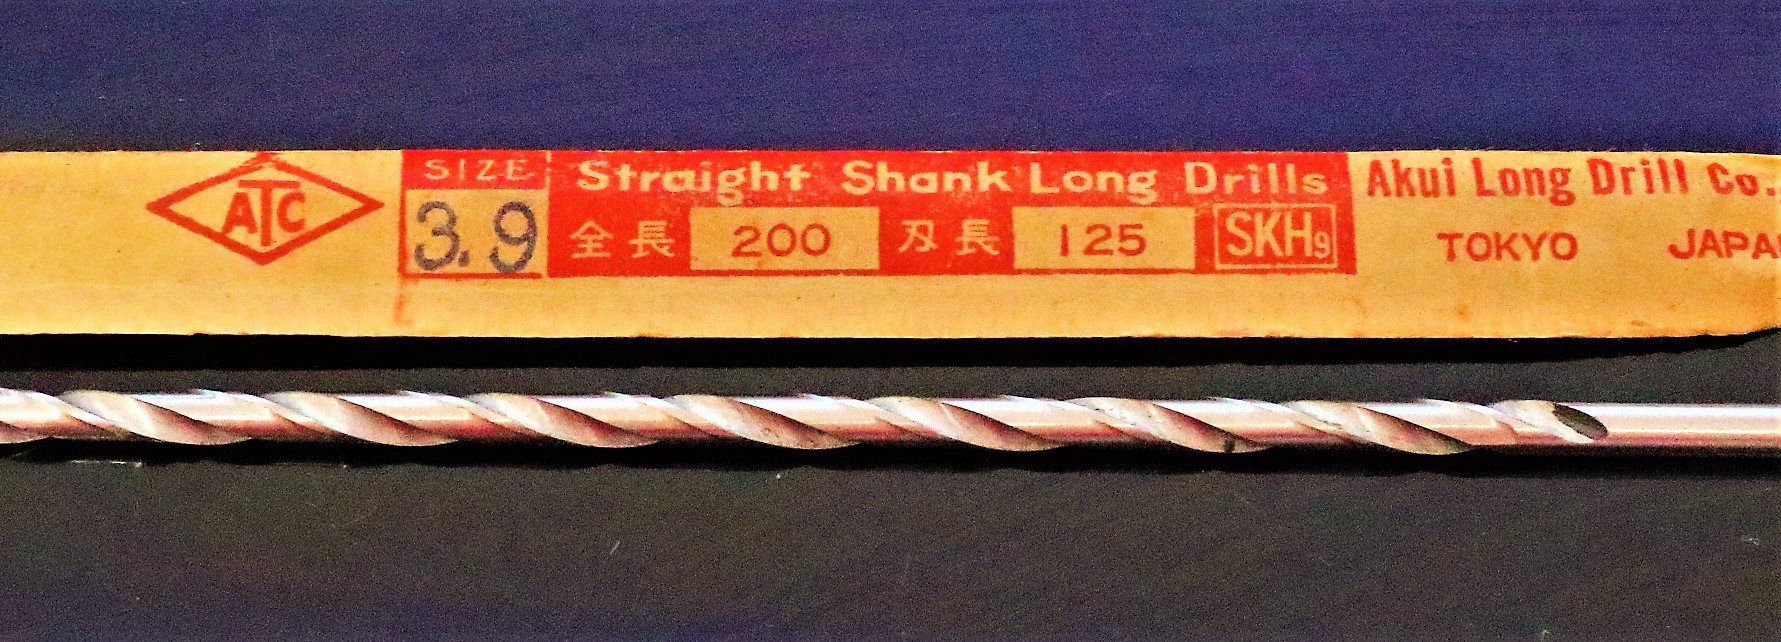 ATC
SIZE
3.9
Straight Shank Long Drills
全長 200 刃長 125 SKH9
Akui Long Drill Co.
TOKYO JAPA